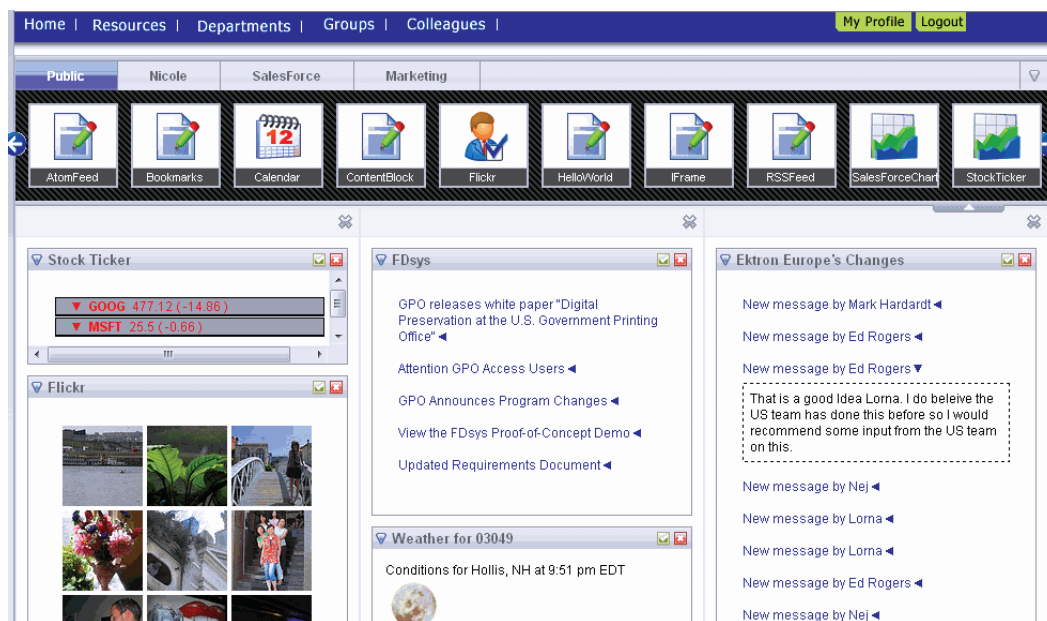 Home | Resources | Departments | Groups | Colleagues |
My Profile Logout
Public Nicole SalesForce Marketing
12
AtomFeed Bookmarks Calendar ContentBlock Flickr HelloWorld IFrame RSSFeed SalesForceChart StockTicker
Stock Ticker
▼ GOOG 477.12 (-14.86)
▼ MSFT 25.5 (-0.66)
Flickr
FDsys
GPO releases white paper "Digital
Preservation at the U.S. Government Printing
Office" ◀
Attention GPO Access Users ◀
GPO Announces Program Changes ◀
View the FDsys Proof-of-Concept Demo ◀
Updated Requirements Document ◀
Weather for 03049
Conditions for Hollis, NH at 9:51 pm EDT
Ektron Europe's Changes
New message by Mark Hardardt ◀
New message by Ed Rogers ◀
New message by Ed Rogers ▼
That is a good Idea Lorna. I do beleive the
US team has done this before so I would
recommend some input from the US team
on this.
New message by Nej ◀
New message by Lorna ◀
New message by Lorna ◀
New message by Ed Rogers ◀
New message by Nej ◀